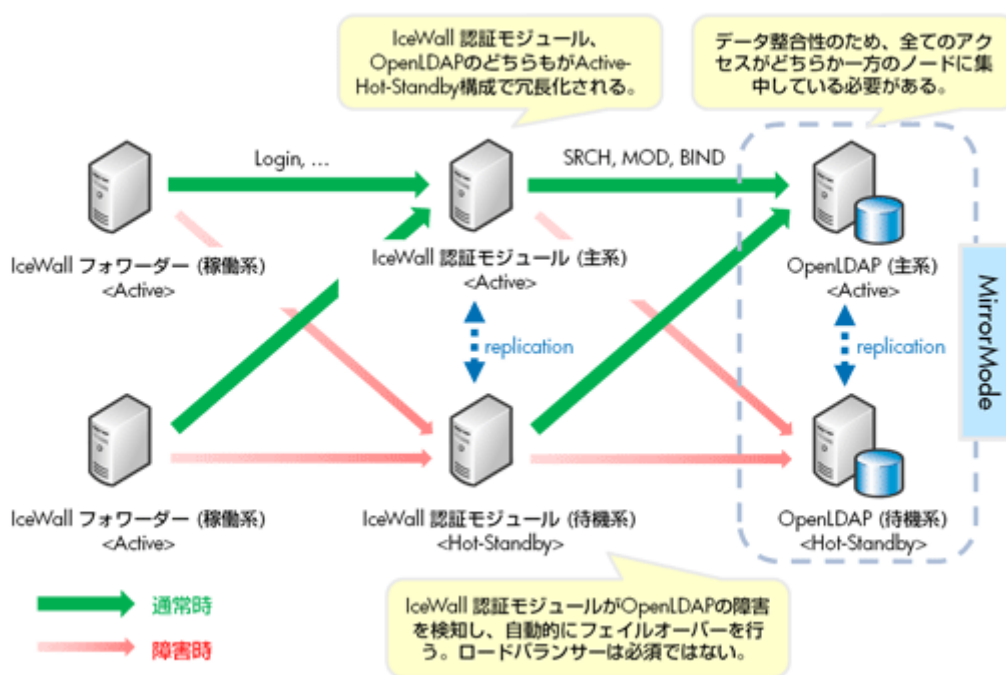 IceWall 認証モジュール、
OpenLDAPのどちらもがActive-
Hot-Standby構成で冗長化される。
データ整合性のため、全てのアク
セスがどちらか一方のノードに集
中している必要がある。
Login, …
SRCH, MOD, BIND
IceWall フォワーダー (稼働系)
<Active>
IceWall 認証モジュール (主系)
<Active>
OpenLDAP (主系)
<Active>
replication
replication
MirrorMode
IceWall フォワーダー (稼働系)
<Active>
IceWall 認証モジュール (待機系)
<Hot-Standby>
OpenLDAP (待機系)
<Hot-Standby>
通常時
障害時
IceWall 認証モジュールがOpenLDAPの障害
を検知し、自動的にフェイルオーバーを行
う。ロードバランサーは必須ではない。